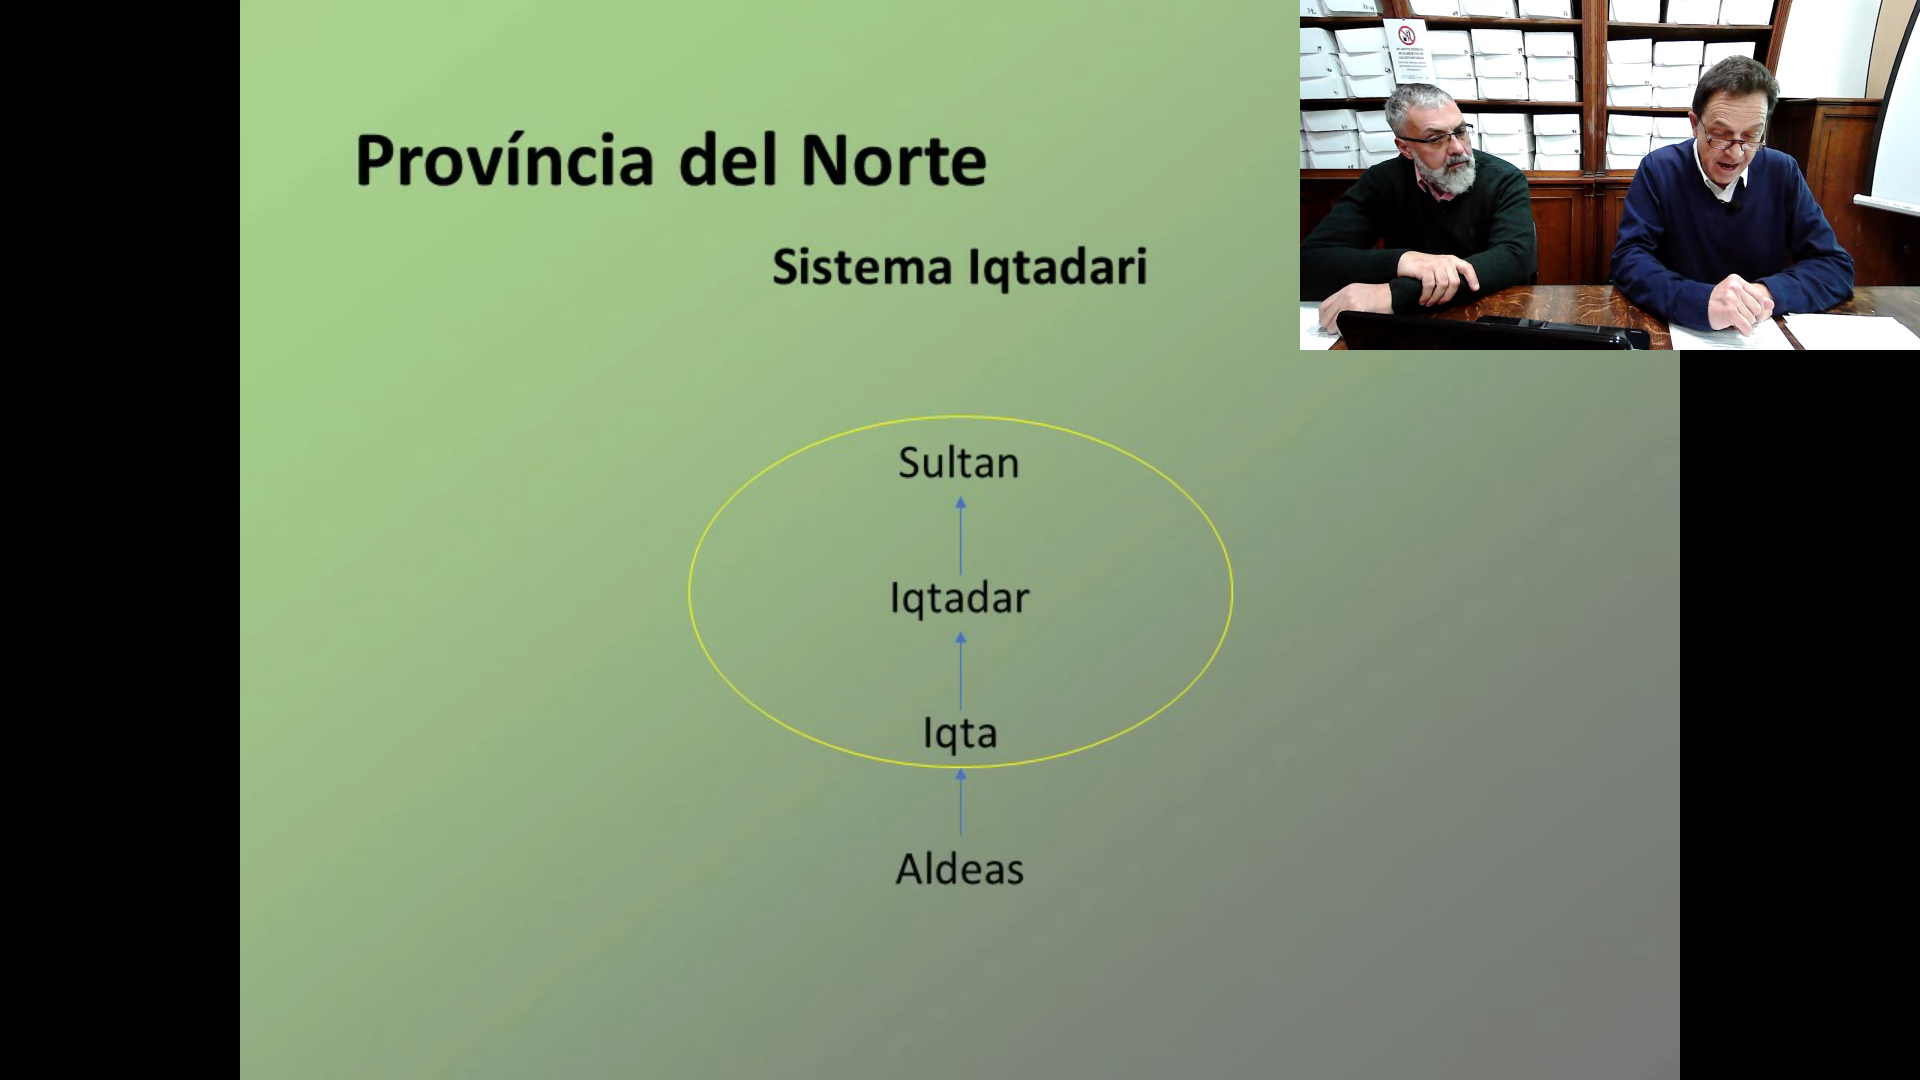 Província del Norte
Sistema Iqtadari
Sultan
Iqtadar
Iqta
Aldeas